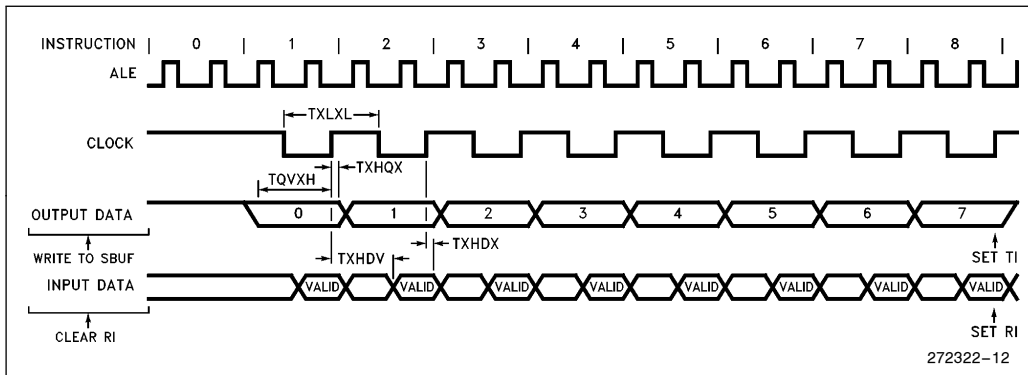 INSTRUCTION | 0 | 1 | 2 | 3 | 4 | 5 | 6 | 7 | 8 |
ALE
TXLXL
CLOCK
TQVXH
TXHQX
OUTPUT DATA 0 1 2 3 4 5 6 7
WRITE TO SBUF
TXHDV
TXHDX
SET TI
INPUT DATA VALID VALID VALID VALID VALID VALID VALID VALID
CLEAR RI
SET RI
272322–12